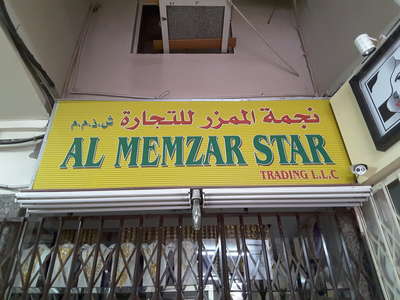 نجمة الممزر للتجارة ش.ذ.م.م
AL MEMZAR STAR
TRADING L.L.C